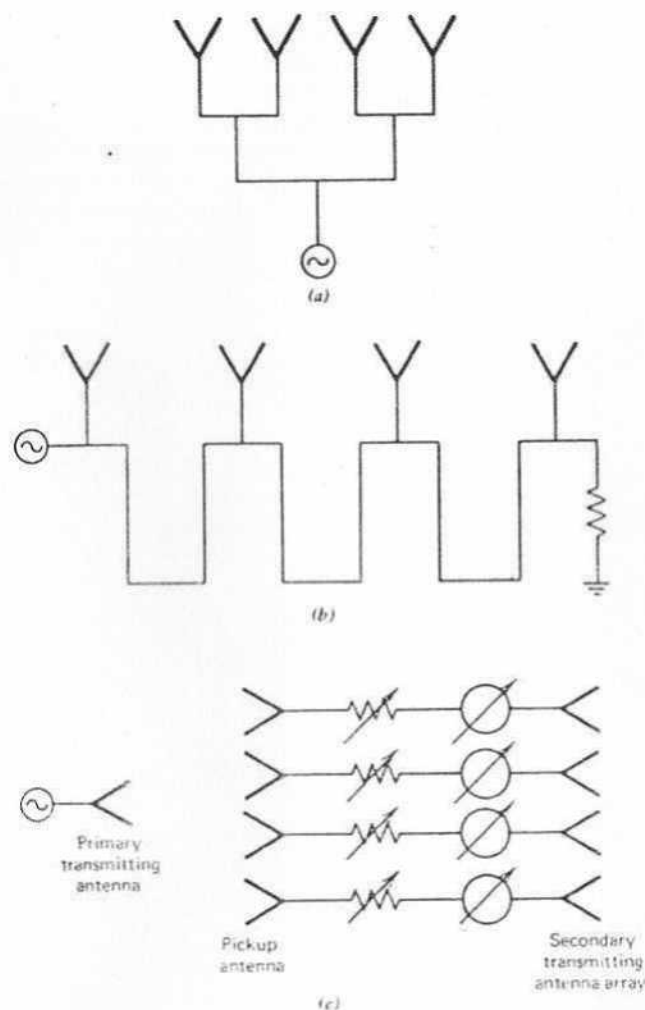 (a)
(b)
Primary
transmitting
antenna
Pickup
antenna
Secondary
transmitting
antenna array
(c)